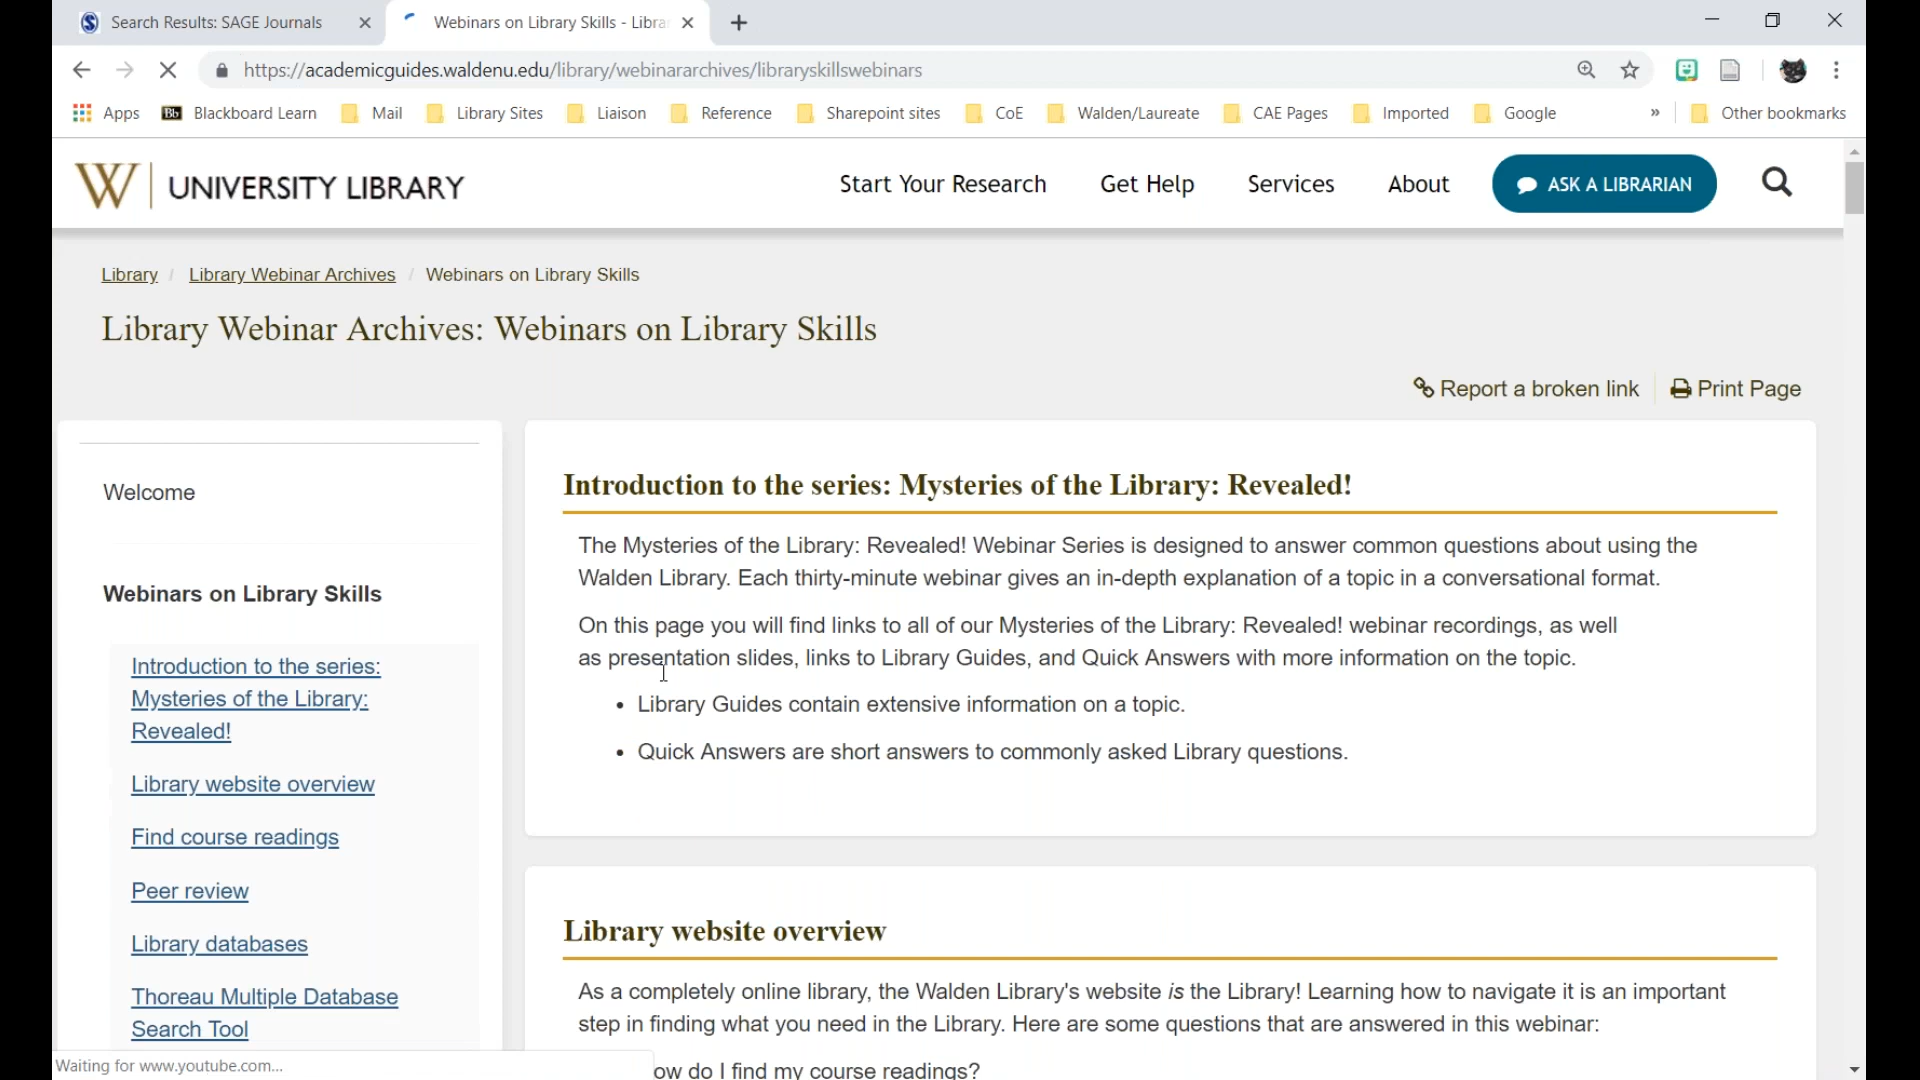 Search Results: SAGE Journals
Webinars on Library Skills - Libra
https://academicguides.waldenu.edu/library/webinararchives/libraryskillswebinars
Apps Bb Blackboard Learn Mail Library Sites Liaison Reference Sharepoint sites CoE Walden/Laureate CAE Pages Imported Google » Other bookmarks
W UNIVERSITY LIBRARY
Start Your Research Get Help Services About ASK A LIBRARIAN
Library / Library Webinar Archives / Webinars on Library Skills
Library Webinar Archives: Webinars on Library Skills
Report a broken link Print Page
Welcome
Webinars on Library Skills
Introduction to the series:
Mysteries of the Library:
Revealed!
Library website overview
Find course readings
Peer review
Library databases
Thoreau Multiple Database
Search Tool
Introduction to the series: Mysteries of the Library: Revealed!
The Mysteries of the Library: Revealed! Webinar Series is designed to answer common questions about using the
Walden Library. Each thirty-minute webinar gives an in-depth explanation of a topic in a conversational format.
On this page you will find links to all of our Mysteries of the Library: Revealed! webinar recordings, as well
as presentation slides, links to Library Guides, and Quick Answers with more information on the topic.
• Library Guides contain extensive information on a topic.
• Quick Answers are short answers to commonly asked Library questions.
Library website overview
As a completely online library, the Walden Library's website is the Library! Learning how to navigate it is an important
step in finding what you need in the Library. Here are some questions that are answered in this webinar:
ow do I find my course readings?
Waiting for www.youtube.com...